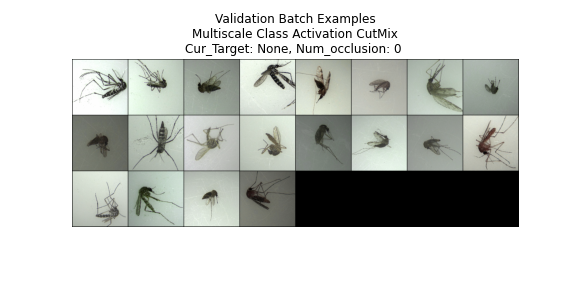 Validation Batch Examples
Multiscale Class Activation CutMix
Cur_Target: None, Num_occlusion: 0